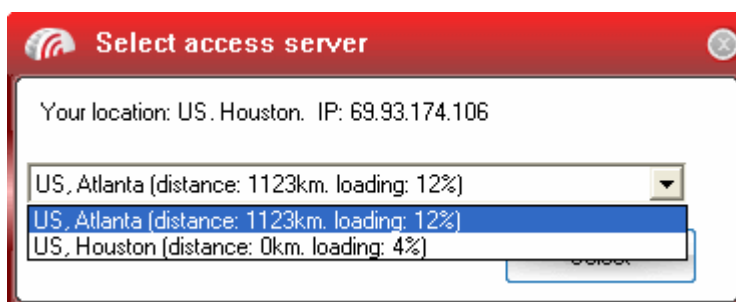 Select access server
Your location: US. Houston.  IP: 69.93.174.106
US, Atlanta (distance: 1123km. loading: 12%)
US, Atlanta (distance: 1123km. loading: 12%)
US, Houston (distance: 0km. loading: 4%)